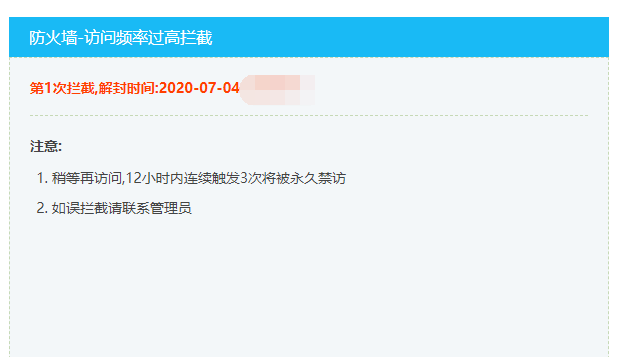 防火墙-访问频率过高拦截
第1次拦截,解封时间:2020-07-04
注意:
1. 稍等再访问,12小时内连续触发3次将被永久禁访
2. 如误拦截请联系管理员